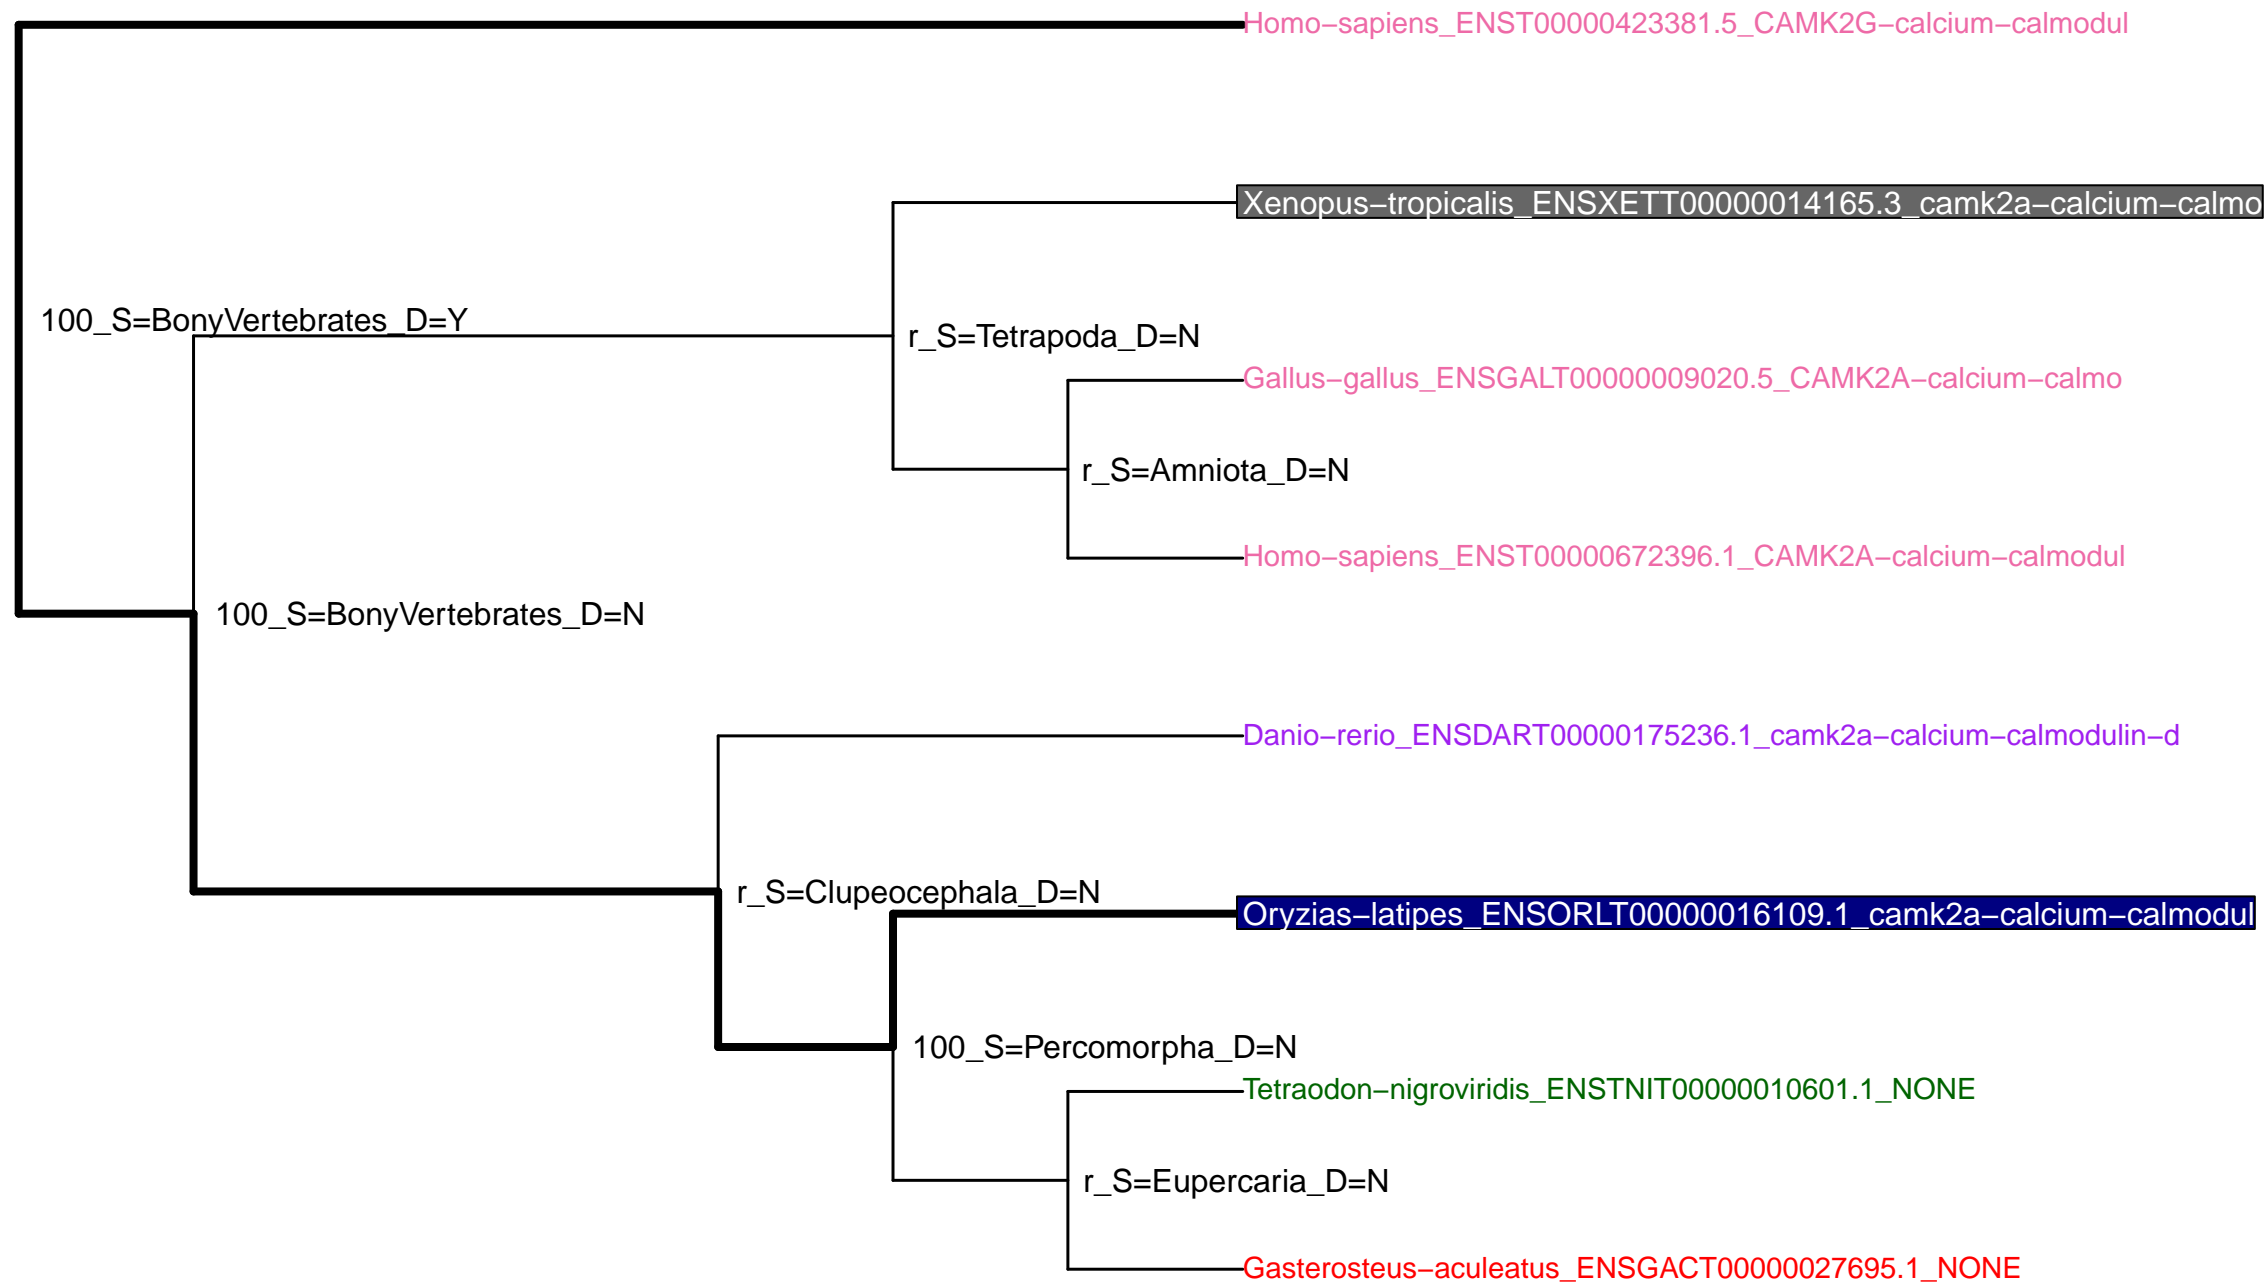 Homo−sapiens_ENST00000423381.5_CAMK2G−calcium−calmodul
Xenopus−tropicalis_ENSXETT00000014165.3_camk2a−calcium−calmo
100_S=BonyVertebrates_D=Y
r_S=Tetrapoda_D=N
Gallus−gallus_ENSGALT00000009020.5_CAMK2A−calcium−calmo
r_S=Amniota_D=N
Homo−sapiens_ENST00000672396.1_CAMK2A−calcium−calmodul
100_S=BonyVertebrates_D=N
Danio−rerio_ENSDART00000175236.1_camk2a−calcium−calmodulin−d
r_S=Clupeocephala_D=N
Oryzias−latipes_ENSORLT00000016109.1_camk2a−calcium−calmodul
100_S=Percomorpha_D=N
Tetraodon−nigroviridis_ENSTNIT00000010601.1_NONE
r_S=Eupercaria_D=N
Gasterosteus−aculeatus_ENSGACT00000027695.1_NONE